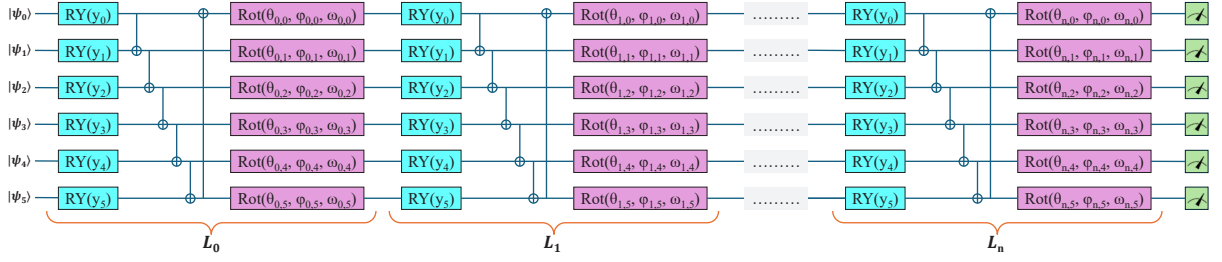 |ψ₀⟩ RY(y₀) Rot(θ₀,₀, φ₀,₀, ω₀,₀) RY(y₀) Rot(θ₁,₀, φ₁,₀, ω₁,₀) ......... RY(y₀) Rot(θₙ,₀, φₙ,₀, ωₙ,₀)
|ψ₁⟩ RY(y₁) Rot(θ₀,₁, φ₀,₁, ω₀,₁) RY(y₁) Rot(θ₁,₁, φ₁,₁, ω₁,₁) ......... RY(y₁) Rot(θₙ,₁, φₙ,₁, ωₙ,₁)
|ψ₂⟩ RY(y₂) Rot(θ₀,₂, φ₀,₂, ω₀,₂) RY(y₂) Rot(θ₁,₂, φ₁,₂, ω₁,₂) ......... RY(y₂) Rot(θₙ,₂, φₙ,₂, ωₙ,₂)
|ψ₃⟩ RY(y₃) Rot(θ₀,₃, φ₀,₃, ω₀,₃) RY(y₃) Rot(θ₁,₃, φ₁,₃, ω₁,₃) ......... RY(y₃) Rot(θₙ,₃, φₙ,₃, ωₙ,₃)
|ψ₄⟩ RY(y₄) Rot(θ₀,₄, φ₀,₄, ω₀,₄) RY(y₄) Rot(θ₁,₄, φ₁,₄, ω₁,₄) ......... RY(y₄) Rot(θₙ,₄, φₙ,₄, ωₙ,₄)
|ψ₅⟩ RY(y₅) Rot(θ₀,₅, φ₀,₅, ω₀,₅) RY(y₅) Rot(θ₁,₅, φ₁,₅, ω₁,₅) ......... RY(y₅) Rot(θₙ,₅, φₙ,₅, ωₙ,₅)
L₀ L₁ Lₙ